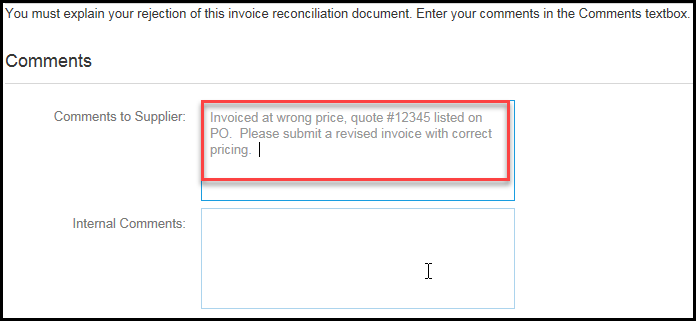 You must explain your rejection of this invoice reconciliation document. Enter your comments in the Comments textbox.
Comments
Comments to Supplier:
Invoiced at wrong price, quote #12345 listed on
PO.  Please submit a revised invoice with correct
pricing.
Internal Comments: